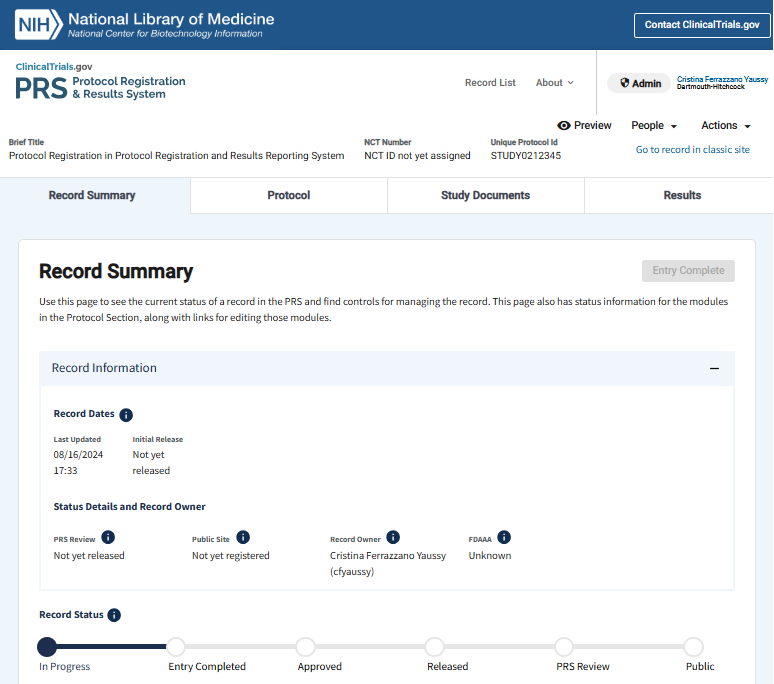 NIH National Library of Medicine
National Center for Biotechnology Information
Contact ClinicalTrials.gov
ClinicalTrials.gov
PRS Protocol Registration
& Results System
Record List
About
Admin
Cristina Ferrazzano Yaussy
Dartmouth-Hitchcock
Preview
People
Actions
Brief Title
Protocol Registration in Protocol Registration and Results Reporting System
NCT Number
NCT ID not yet assigned
Unique Protocol Id
STUDY0212345
Go to record in classic site
Record Summary
Protocol
Study Documents
Results
Record Summary
Entry Complete
Use this page to see the current status of a record in the PRS and find controls for managing the record. This page also has status information for the modules
in the Protocol Section, along with links for editing those modules.
Record Information
Record Dates
Last Updated
08/16/2024
17:33
Initial Release
Not yet
released
Status Details and Record Owner
PRS Review
Not yet released
Public Site
Not yet registered
Record Owner
Cristina Ferrazzano Yaussy
(cfyaussy)
FDAAA
Unknown
Record Status
In Progress
Entry Completed
Approved
Released
PRS Review
Public